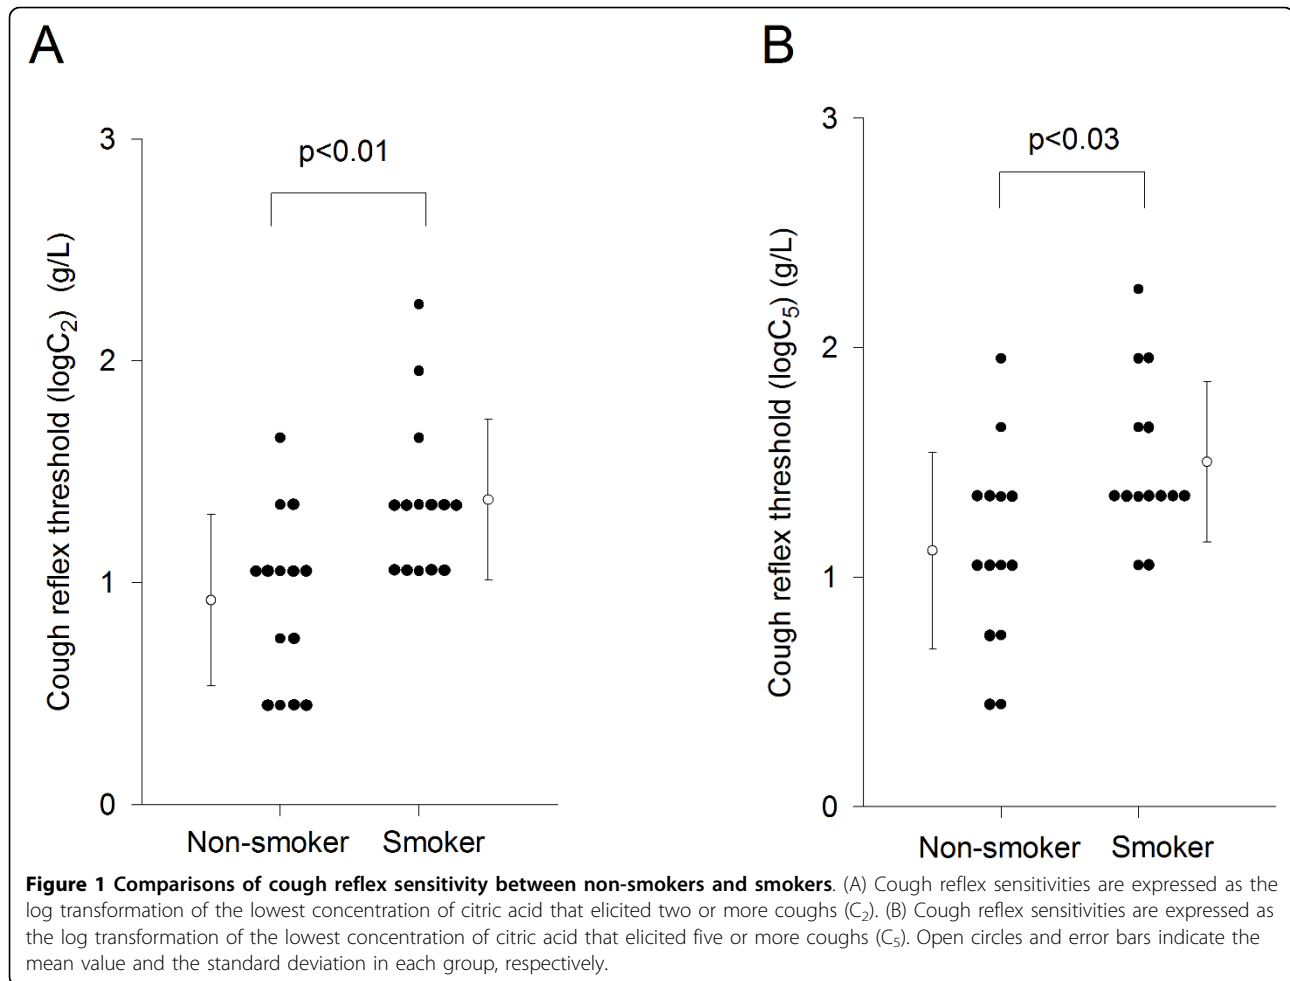 A
B
3
2
1
0
p<0.01
Cough reflex threshold (logC₂) (g/L)
Non-smoker
Smoker
3
2
1
0
p<0.03
Cough reflex threshold (logC₅) (g/L)
Non-smoker
Smoker
Figure 1 Comparisons of cough reflex sensitivity between non-smokers and smokers. (A) Cough reflex sensitivities are expressed as the
log transformation of the lowest concentration of citric acid that elicited two or more coughs (C₂). (B) Cough reflex sensitivities are expressed as
the log transformation of the lowest concentration of citric acid that elicited five or more coughs (C₅). Open circles and error bars indicate the
mean value and the standard deviation in each group, respectively.